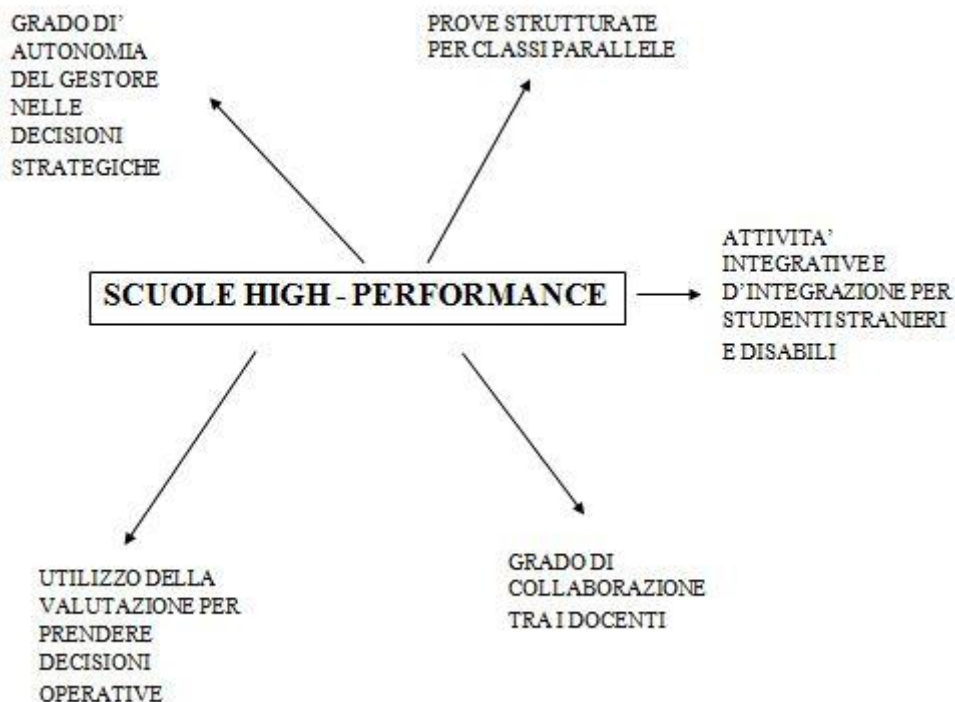 GRADO DI'
AUTONOMIA
DEL GESTORE
NELLE
DECISIONI
STRATEGICHE
PROVE STRUTTURATE
PER CLASSI PARALLELE
SCUOLE HIGH - PERFORMANCE
ATTIVITA'
INTEGRATIVE E
D'INTEGRAZIONE PER
STUDENTI STRANIERI
E DISABILI
UTILIZZO DELLA
VALUTAZIONE PER
PRENDERE
DECISIONI
OPERATIVE
GRADO DI
COLLABORAZIONE
TRA I DOCENTI